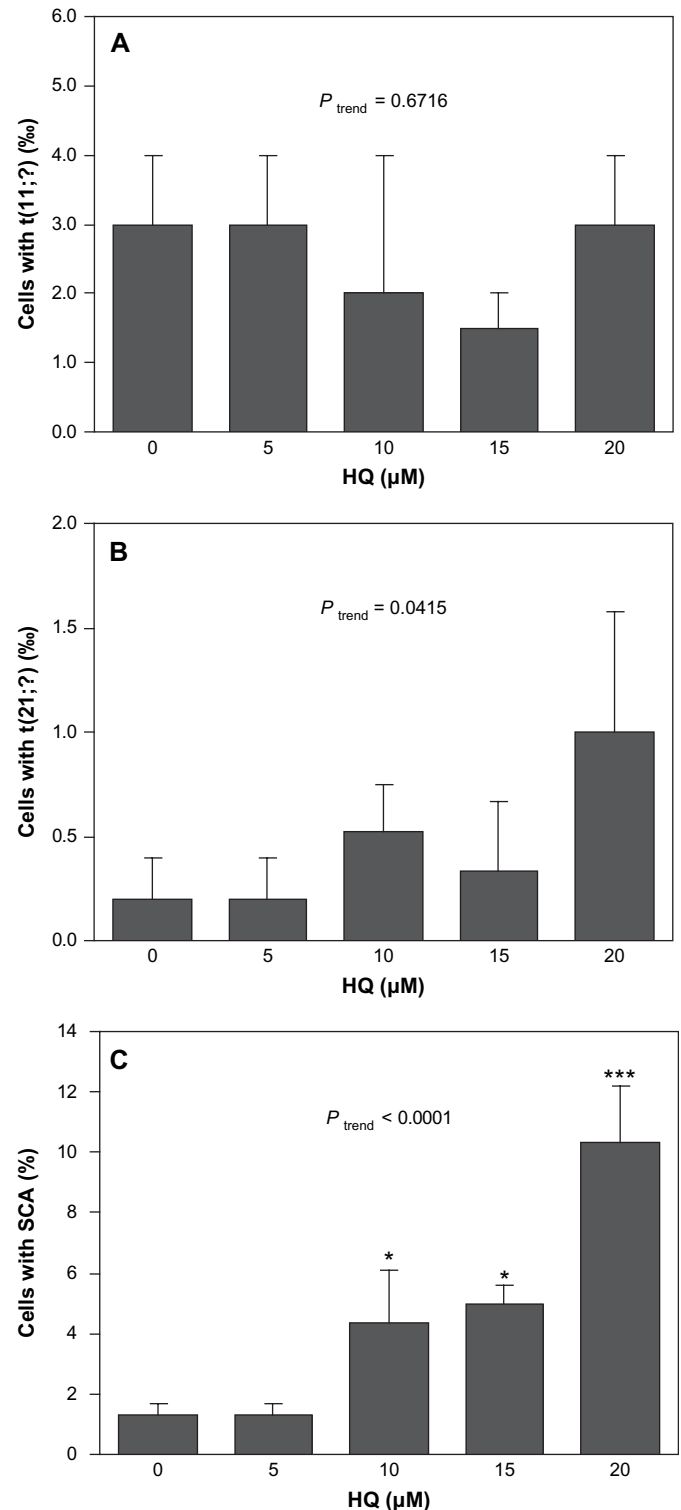 A
P trend = 0.6716
Cells with t(11;?) (‰)
6.0
5.0
4.0
3.0
2.0
1.0
0.0
0 5 10 15 20
HQ (µM)
B
P trend = 0.0415
Cells with t(21;?) (‰)
2.0
1.5
1.0
0.5
0.0
0 5 10 15 20
HQ (µM)
C
P trend < 0.0001
Cells with SCA (%)
14
12
10
8
6
4
2
0
*
*
***
0 5 10 15 20
HQ (µM)